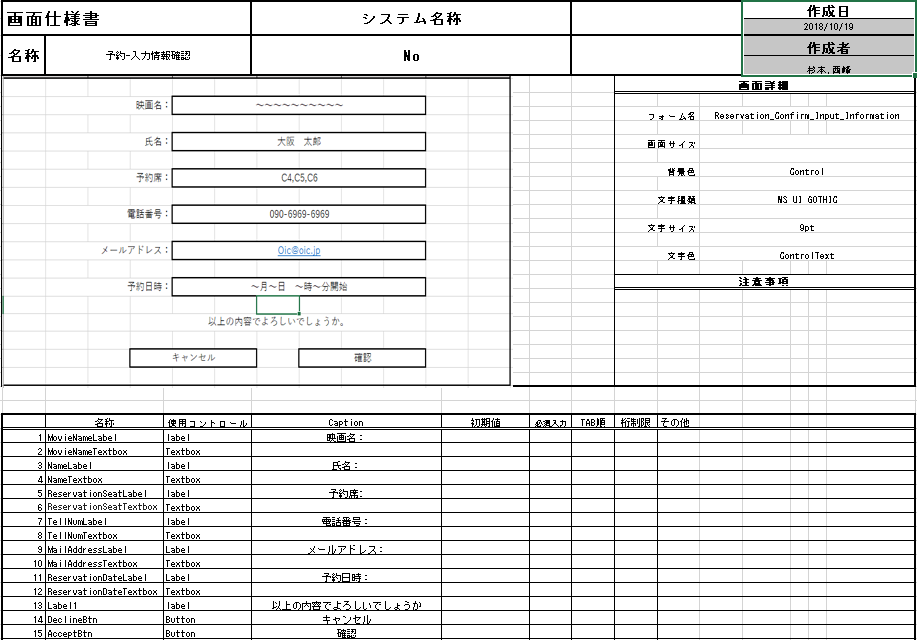 画面仕様書 システム名称 作成日
2018/10/19
名称 予約-入力情報確認 No 作成者
杉本,西峰
画面詳細
映画名： ～～～～～～～～～～
フォーム名 Reservation_Confirm_Input_Information
氏名： 大阪　太郎
画面サイズ
予約席： C4,C5,C6
背景色 Control
文字種類 MS UI GOTHIC
電話番号： 090-6969-6969
文字サイズ 9pt
メールアドレス： Oic@oic.jp
文字色 ControlText
予約日時： ～月～日　～時～分開始
注意事項
以上の内容でよろしいでしょうか。
キャンセル 確認
名称 使用コントロール Caption 初期値 必須入力 TAB順 桁制限 その他
1 MovieNameLabel label 映画名：
2 MovieNameTextbox Textbox
3 NameLabel label 氏名：
4 NameTextbox Textbox
5 ReservationSeatLabel label 予約席:
6 ReservationSeatTextbox Textbox
7 TellNumLabel label 電話番号：
8 TellNumTextbox Textbox
9 MailAddressLabel Label メールアドレス：
10 MailAddressTextbox Textbox
11 ReservationDateLabel Label 予約日時：
12 ReservationDateTextbox Textbox
13 Label1 label 以上の内容でよろしいでしょうか
14 DeclineBtn Button キャンセル
15 AcceptBtn Button 確認